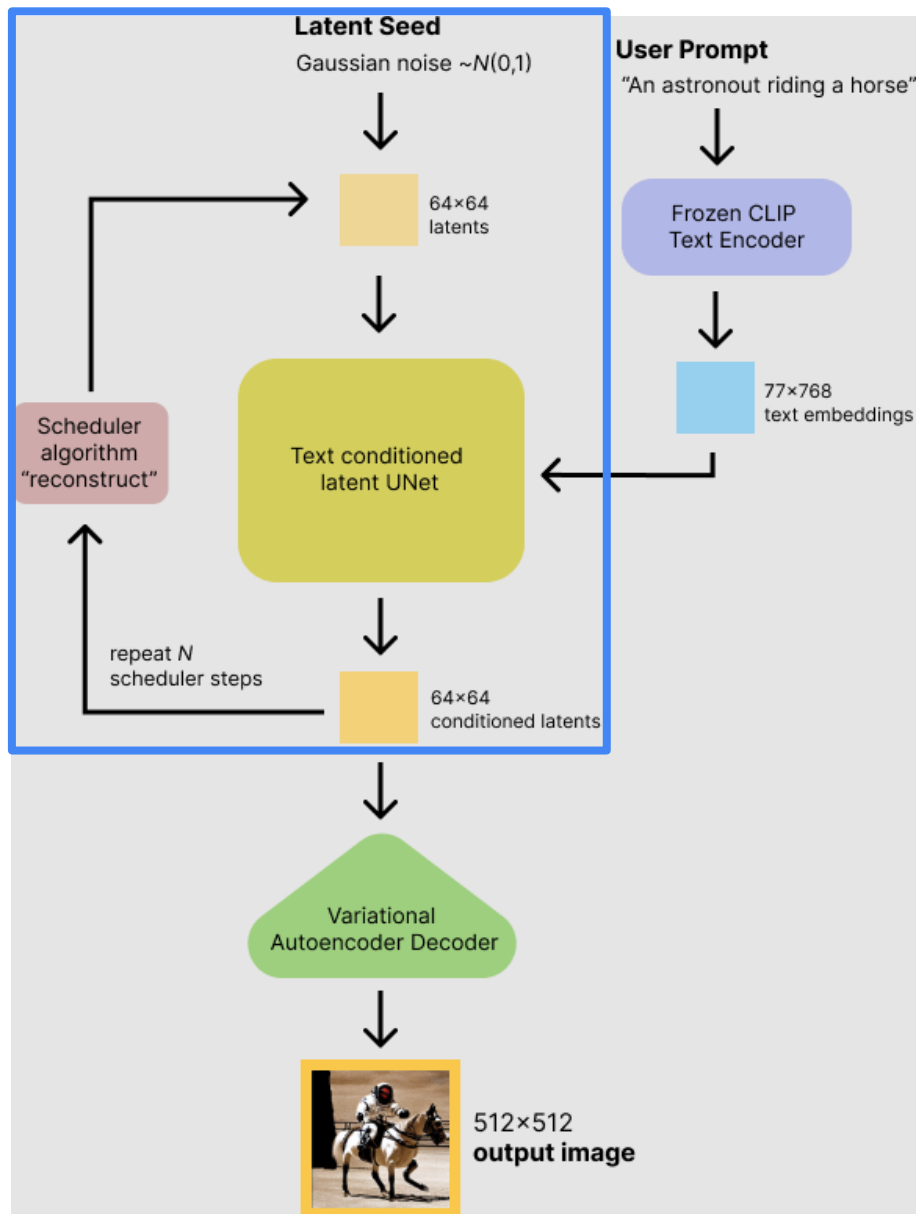 Latent Seed
Gaussian noise ~N(0,1)
User Prompt
“An astronout riding a horse”
64×64
latents
Frozen CLIP
Text Encoder
77×768
text embeddings
Scheduler
algorithm
“reconstruct”
Text conditioned
latent UNet
repeat N
scheduler steps
64×64
conditioned latents
Variational
Autoencoder Decoder
512×512
output image